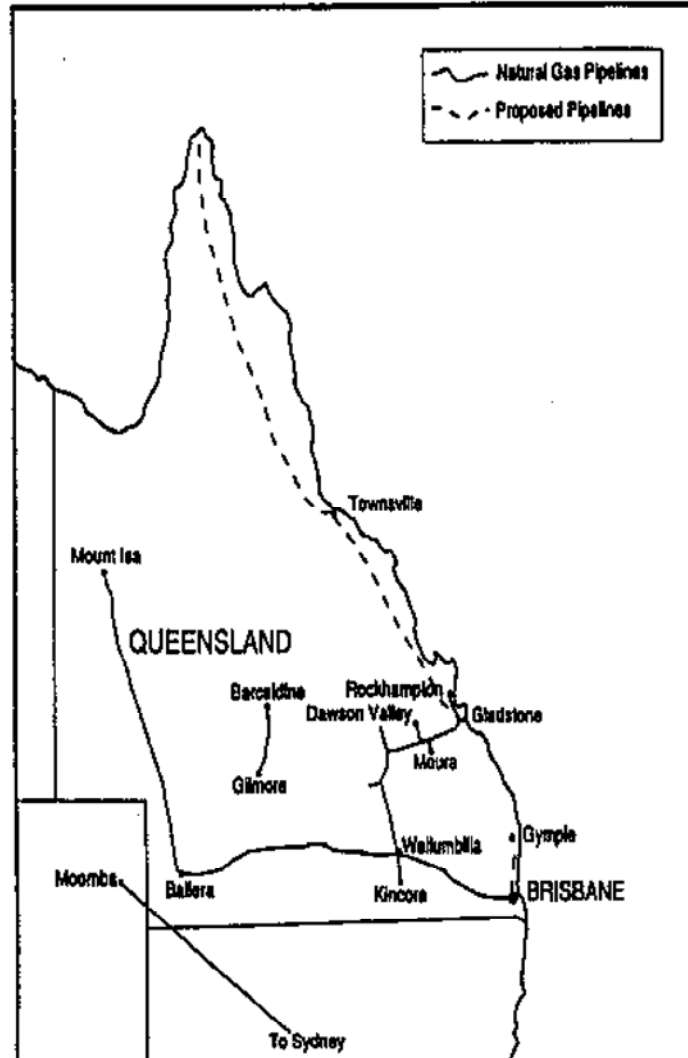 Natural Gas Pipelines
Proposed Pipelines
Townsville
Mount Isa
QUEENSLAND
Barcaldine
Rockhampton
Dawson Valley
Gladstone
Moura
Gilmore
Gympie
Wallumbilla
Moomba
Ballera
Kincora
BRISBANE
To Sydney